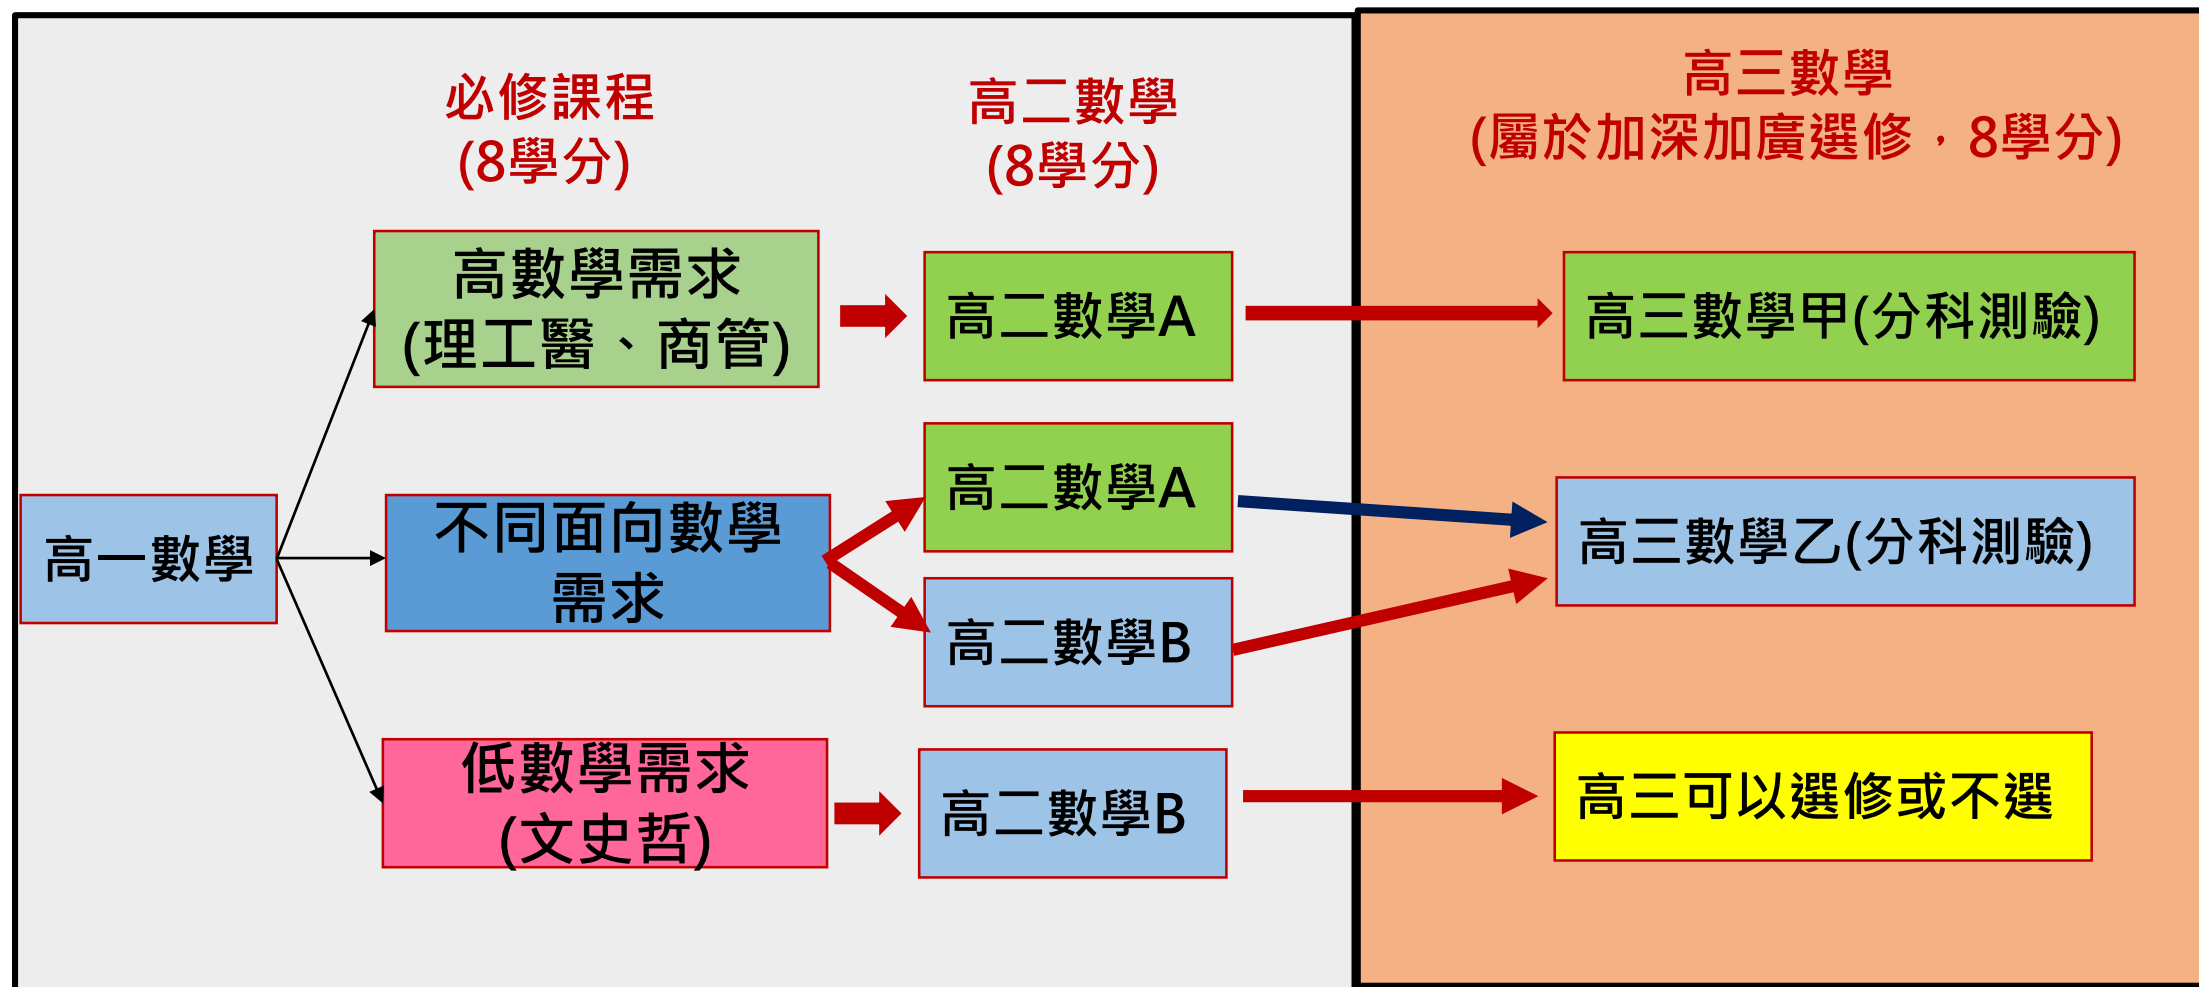 必修課程
(8學分)
高二數學
(8學分)
高三數學
(屬於加深加廣選修，8學分)
高一數學
高數學需求
(理工醫、商管)
高二數學A
高三數學甲(分科測驗)
不同面向數學
需求
高二數學A
高二數學B
高三數學乙(分科測驗)
低數學需求
(文史哲)
高二數學B
高三可以選修或不選